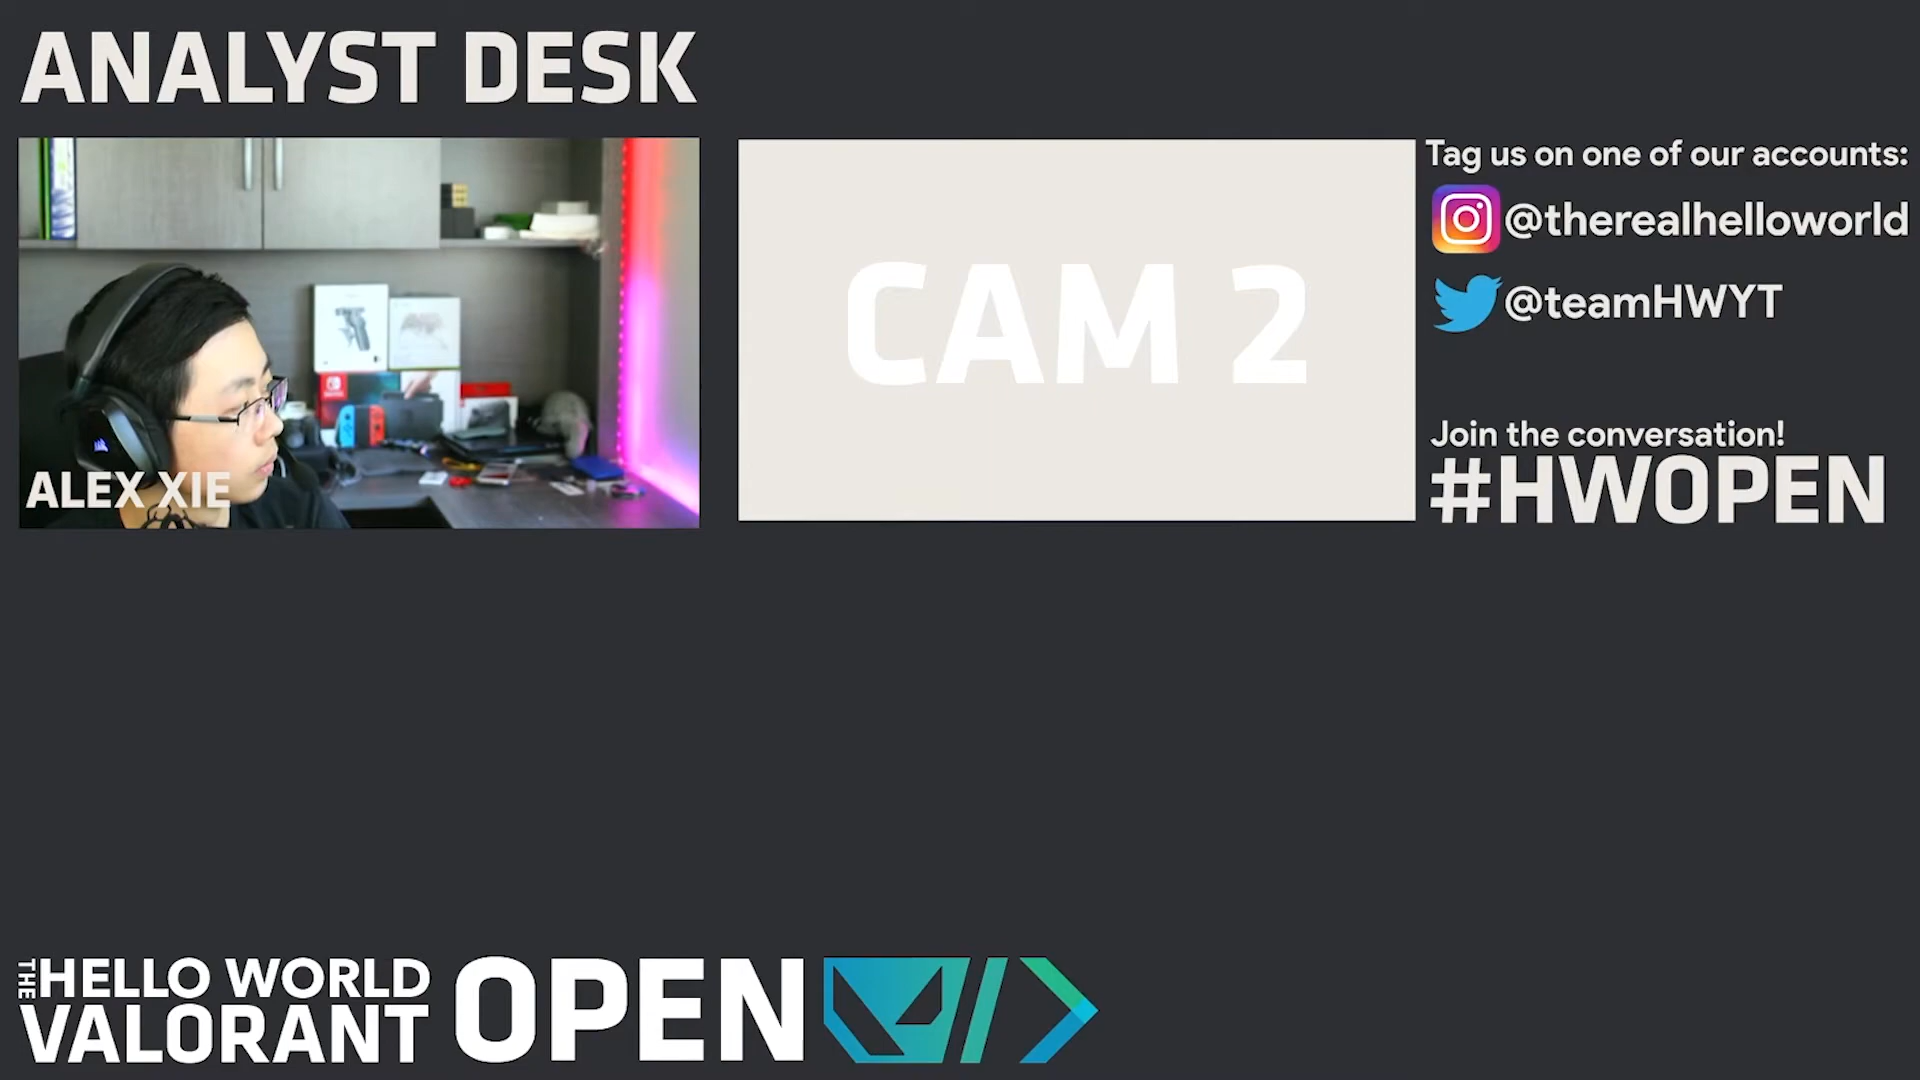 ANALYST DESK
ALEX XIE
CAM 2
Tag us on one of our accounts:
@therealhelloworld
@teamHWYT
Join the conversation!
#HWOPEN
THE HELLO WORLD
VALORANT
OPEN